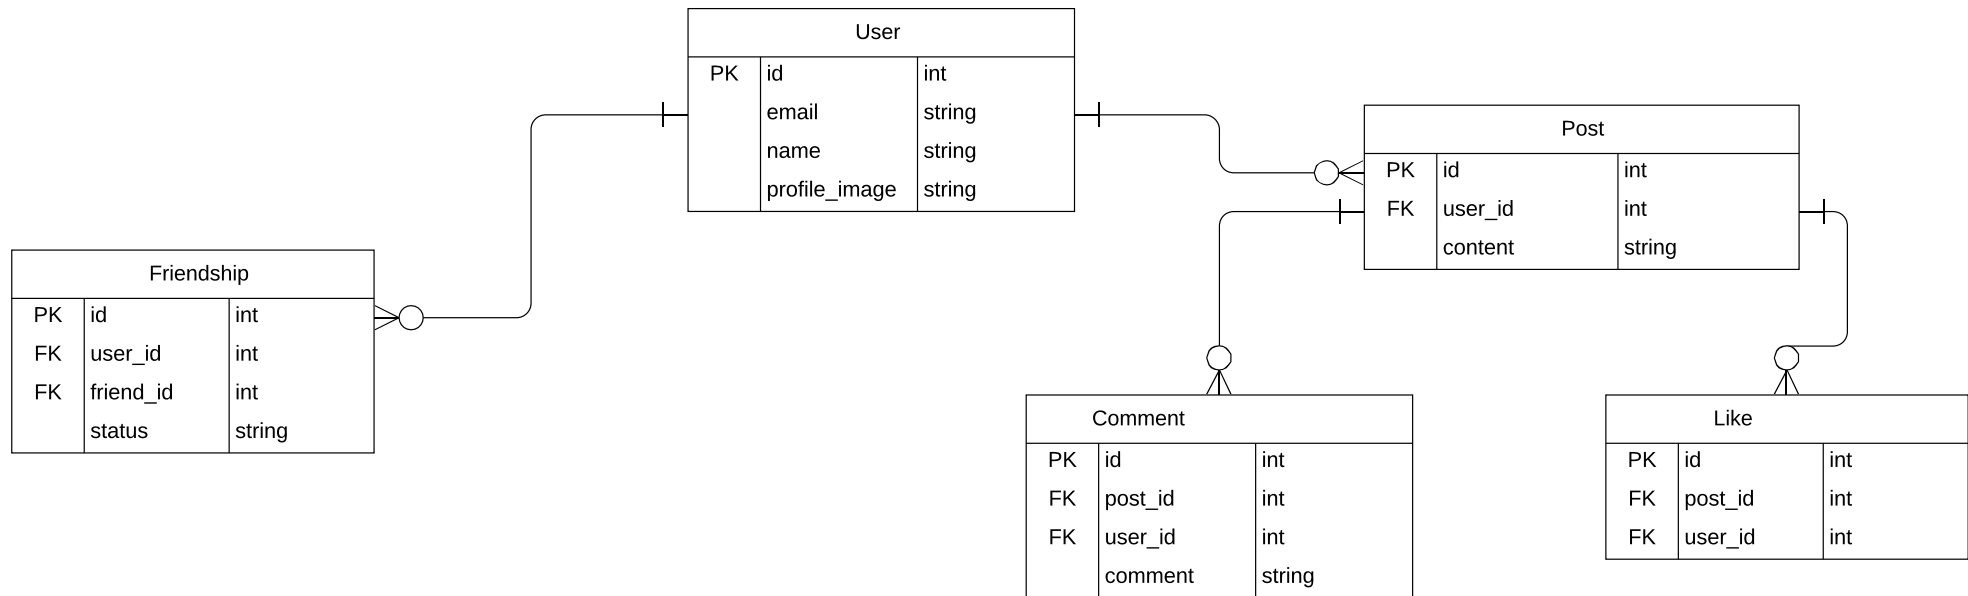 User
PK id int
email string
name string
profile_image string
Post
PK id int
FK user_id int
content string
Friendship
PK id int
FK user_id int
FK friend_id int
status string
Comment
PK id int
FK post_id int
FK user_id int
comment string
Like
PK id int
FK post_id int
FK user_id int